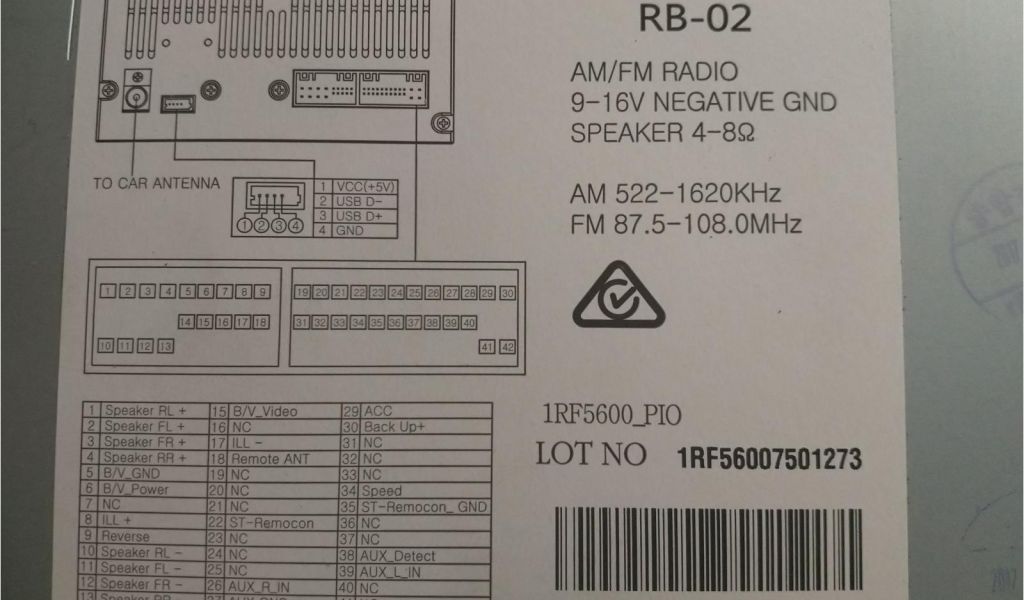 RB-02
AM/FM RADIO
9-16V NEGATIVE GND
SPEAKER 4-8Ω
AM 522-1620KHz
FM 87.5-108.0MHz
TO CAR ANTENNA
1 VCC(+5V)
2 USB D-
3 USB D+
4 GND
1 2 3 4
1 2 3 4 5 6 7 8 9
14 15 16 17 18
10 11 12 13
19 20 21 22 23 24 25 26 27 28 29 30
31 32 33 34 35 36 37 38 39 40
41 42
1 Speaker RL + 15 B/V_Video 29 ACC
2 Speaker FL + 16 NC 30 Back Up+
3 Speaker FR + 17 ILL - 31 NC
4 Speaker RR + 18 Remote ANT 32 NC
5 B/V_GND 19 NC 33 NC
6 B/V_Power 20 NC 34 Speed
7 NC 21 NC 35 ST-Remocon_ GND
8 ILL + 22 ST-Remocon 36 NC
9 Reverse 23 NC 37 NC
10 Speaker RL - 24 NC 38 AUX_Detect
11 Speaker FL - 25 NC 39 AUX_L_IN
12 Speaker FR - 26 AUX_R_IN 40 NC
13 Speaker
1RF5600_PIO
LOT NO 1RF56007501273
2017